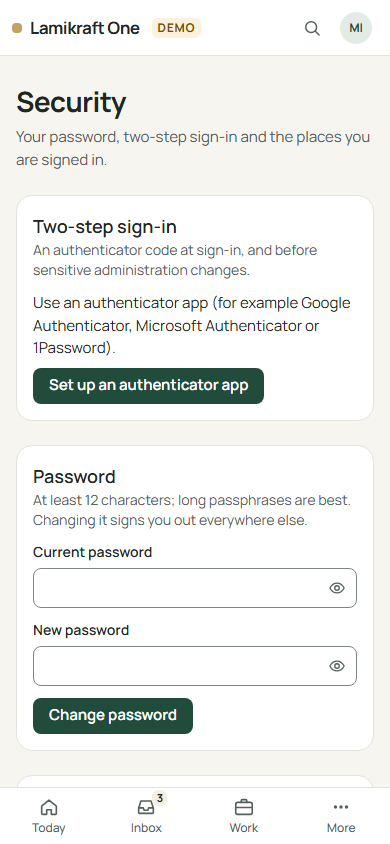 Lamikraft One DEMO MI
Security
Your password, two-step sign-in and the places you
are signed in.
Two-step sign-in
An authenticator code at sign-in, and before
sensitive administration changes.
Use an authenticator app (for example Google
Authenticator, Microsoft Authenticator or
1Password).
Set up an authenticator app
Password
At least 12 characters; long passphrases are best.
Changing it signs you out everywhere else.
Current password
New password
Change password
3
Today Inbox Work More